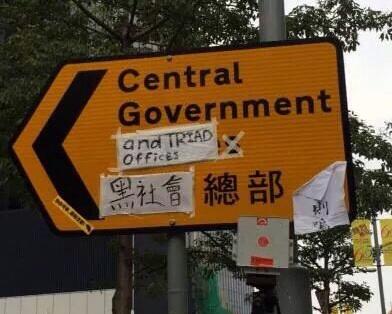 Central
Government
and TRIAD
offices x
黑社會 總部